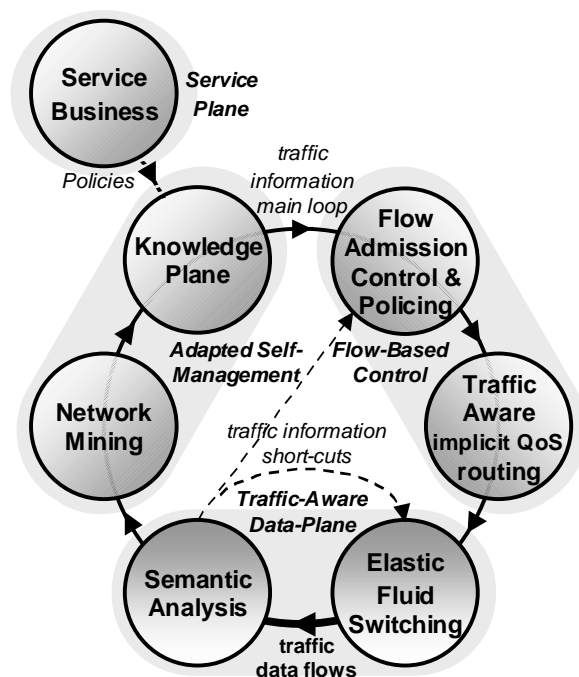 Service
Business
Service
Plane
Policies
traffic
information
main loop
Knowledge
Plane
Flow
Admission
Control &
Policing
Adapted Self-
Management
Flow-Based
Control
Network
Mining
Traffic
Aware
implicit QoS
routing
traffic information
short-cuts
Traffic-Aware
Data-Plane
Semantic
Analysis
Elastic
Fluid
Switching
traffic
data flows